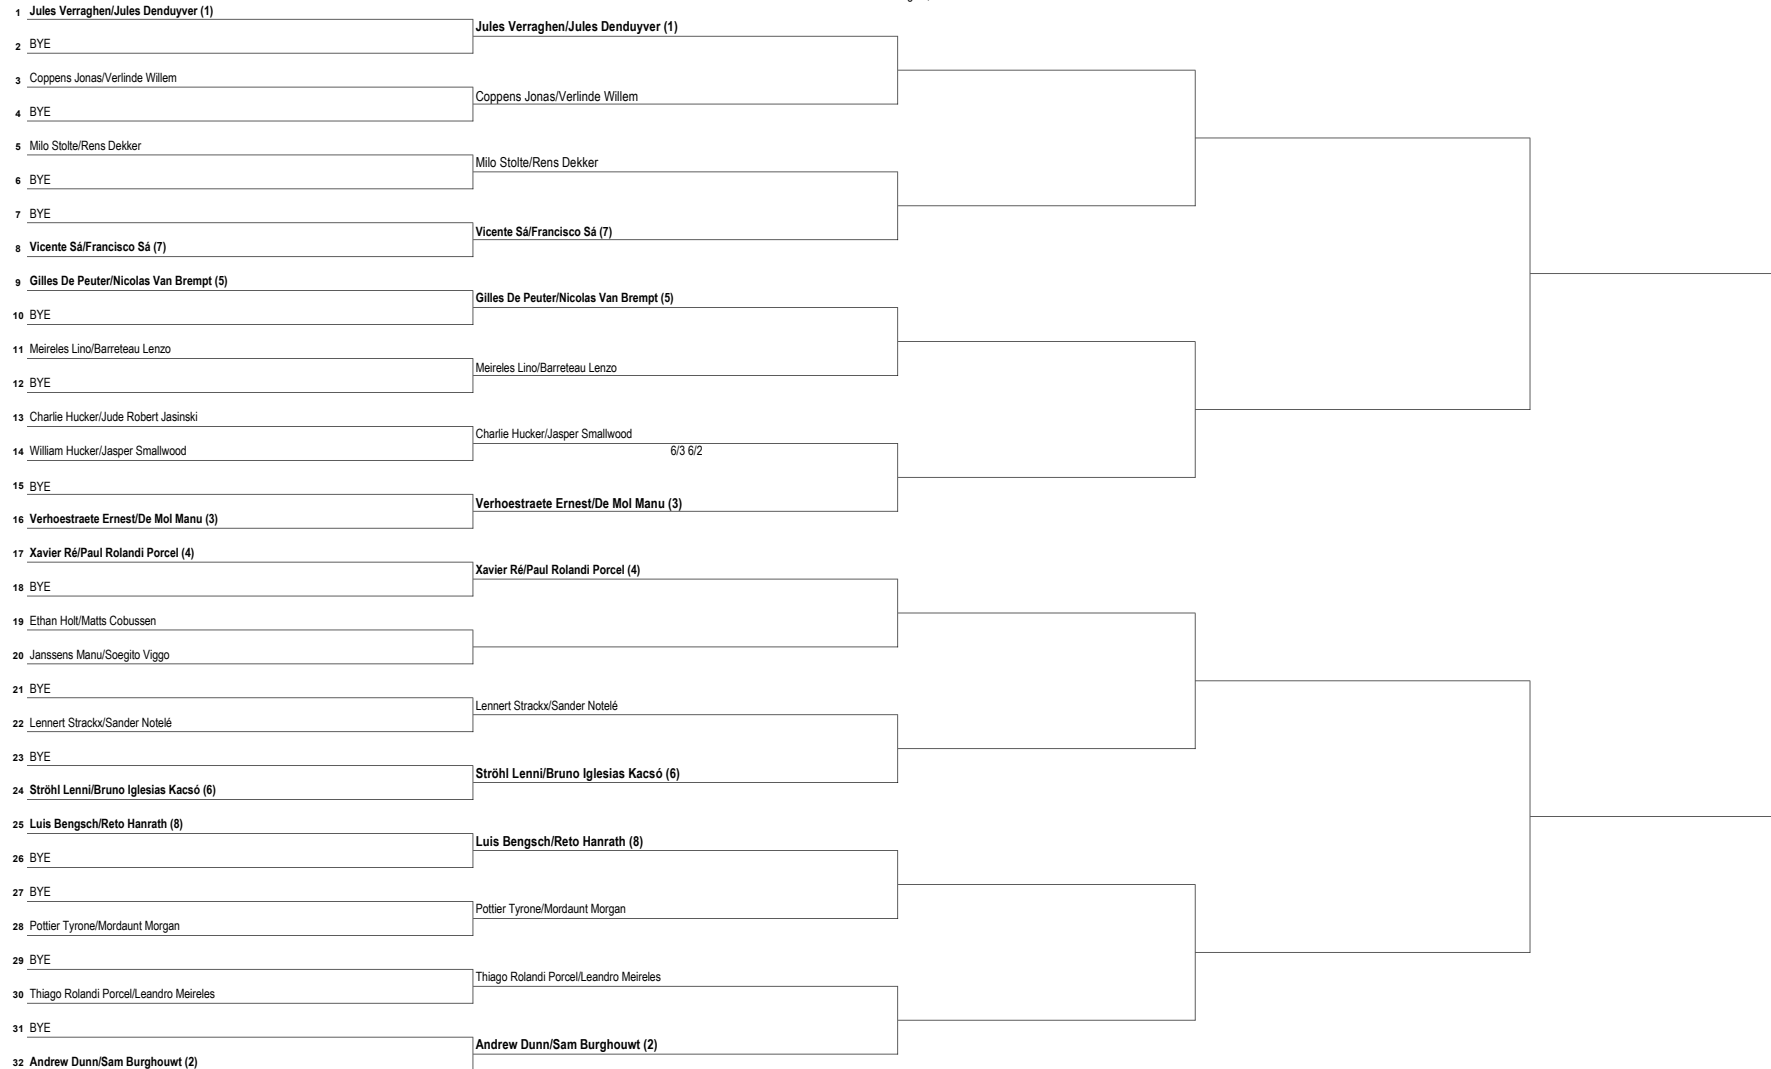 1 Jules Verraghen/Jules Denduyver (1)
Jules Verraghen/Jules Denduyver (1)
2 BYE
3 Coppens Jonas/Verlinde Willem
Coppens Jonas/Verlinde Willem
4 BYE
5 Milo Stolte/Rens Dekker
Milo Stolte/Rens Dekker
6 BYE
7 BYE
Vicente Sá/Francisco Sá (7)
8 Vicente Sá/Francisco Sá (7)
9 Gilles De Peuter/Nicolas Van Brempt (5)
Gilles De Peuter/Nicolas Van Brempt (5)
10 BYE
11 Meireles Lino/Barreteau Lenzo
Meireles Lino/Barreteau Lenzo
12 BYE
13 Charlie Hucker/Jude Robert Jasinski
Charlie Hucker/Jasper Smallwood
14 William Hucker/Jasper Smallwood
6/3 6/2
15 BYE
Verhoestraete Ernest/De Mol Manu (3)
16 Verhoestraete Ernest/De Mol Manu (3)
17 Xavier Ré/Paul Rolandi Porcel (4)
Xavier Ré/Paul Rolandi Porcel (4)
18 BYE
19 Ethan Holt/Matts Cobussen
20 Janssens Manu/Soegito Viggo
21 BYE
Lennert Strackx/Sander Notelé
22 Lennert Strackx/Sander Notelé
23 BYE
Ströhl Lenni/Bruno Iglesias Kacsó (6)
24 Ströhl Lenni/Bruno Iglesias Kacsó (6)
25 Luis Bengsch/Reto Hanrath (8)
Luis Bengsch/Reto Hanrath (8)
26 BYE
27 BYE
Pottier Tyrone/Mordaunt Morgan
28 Pottier Tyrone/Mordaunt Morgan
29 BYE
Thiago Rolandi Porcel/Leandro Meireles
30 Thiago Rolandi Porcel/Leandro Meireles
31 BYE
Andrew Dunn/Sam Burghouwt (2)
32 Andrew Dunn/Sam Burghouwt (2)